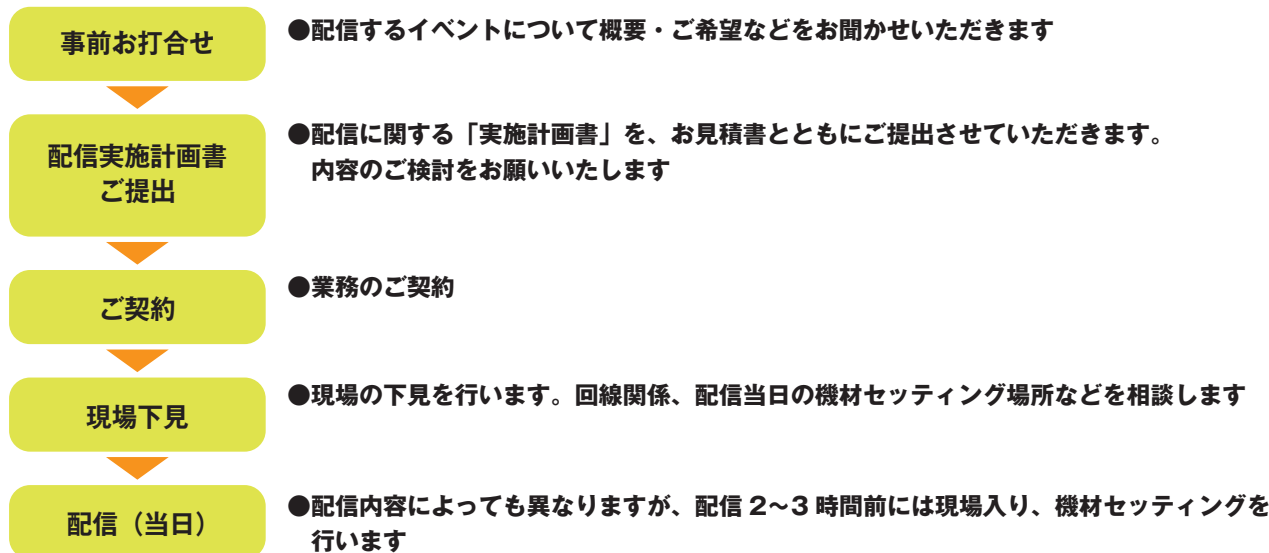 事前お打合せ
●配信するイベントについて概要・ご希望などをお聞かせいただきます
配信実施計画書
ご提出
●配信に関する「実施計画書」を、お見積書とともにご提出させていただきます。
内容のご検討をお願いいたします
ご契約
●業務のご契約
現場下見
●現場の下見を行います。回線関係、配信当日の機材セッティング場所などを相談します
配信（当日）
●配信内容によっても異なりますが、配信 2〜3 時間前には現場入り、機材セッティングを
行います